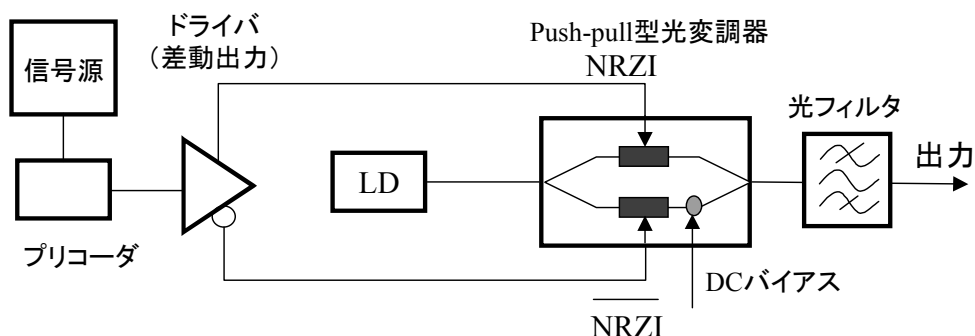 ドライバ
（差動出力）
Push-pull型光変調器
NRZI
信号源
光フィルタ
LD
出力
プリコーダ
DCバイアス
NRZI